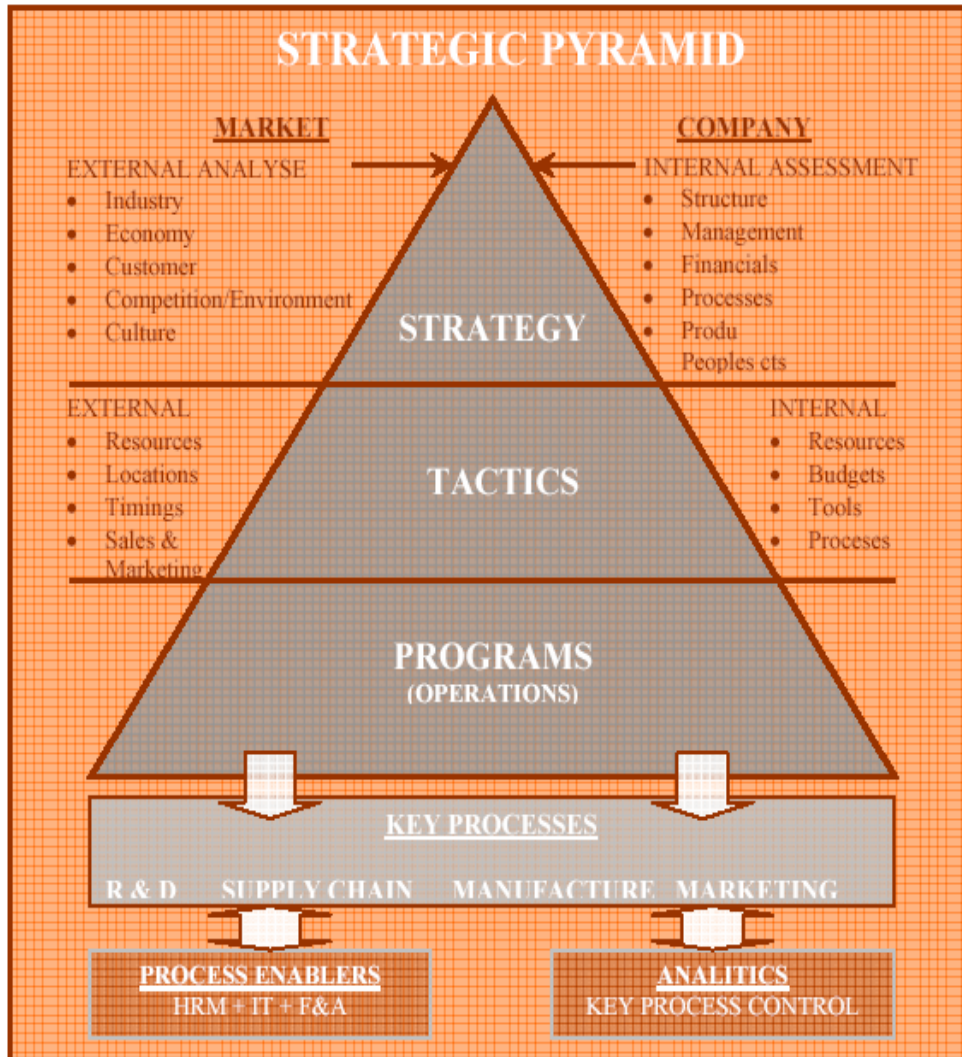 STRATEGIC PYRAMID
MARKET
EXTERNAL ANALYSE
• Industry
• Economy
• Customer
• Competition/Environment
• Culture
COMPANY
INTERNAL ASSESSMENT
• Structure
• Management
• Financials
• Processes
• Produ
Peoples cts
STRATEGY
EXTERNAL
• Resources
• Locations
• Timings
• Sales &
Marketing
TACTICS
INTERNAL
• Resources
• Budgets
• Tools
• Proceses
PROGRAMS
(OPERATIONS)
KEY PROCESSES
R & D SUPPLY CHAIN MANUFACTURE MARKETING
PROCESS ENABLERS
HRM + IT + F&A
ANALITICS
KEY PROCESS CONTROL